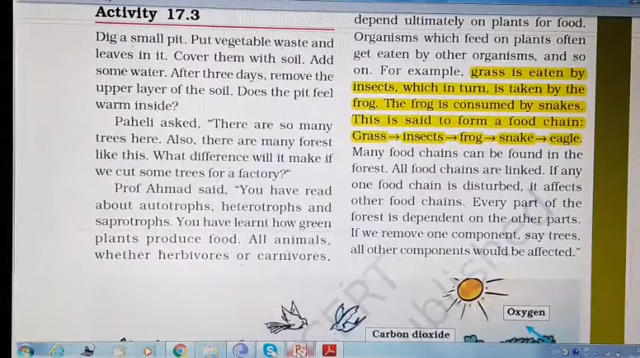 Activity 17.3
Dig a small pit. Put vegetable waste and
leaves in it. Cover them with soil. Add
some water. After three days, remove the
upper layer of the soil. Does the pit feel
warm inside?
Paheli asked, “There are so many
trees here. Also, there are many forest
like this. What difference will it make if
we cut some trees for a factory?”
Prof Ahmad said, “You have read
about autotrophs, heterotrophs and
saprotrophs. You have learnt how green
plants produce food. All animals,
whether herbivores or carnivores,
depend ultimately on plants for food.
Organisms which feed on plants often
get eaten by other organisms, and so
on. For example, grass is eaten by
insects, which in turn, is taken by the
frog. The frog is consumed by snakes.
This is said to form a food chain:
Grass→insects→frog→snake→eagle.
Many food chains can be found in the
forest. All food chains are linked. If any
one food chain is disturbed, it affects
other food chains. Every part of the
forest is dependent on the other parts.
If we remove one component, say trees,
all other components would be affected.”
Oxygen
Carbon dioxide